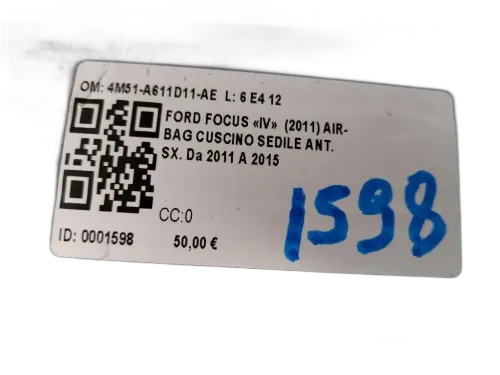 OM: 4M51-A611D11-AE L: 6 E4 12
FORD FOCUS «IV» (2011) AIR-
BAG CUSCINO SEDILE ANT.
SX. Da 2011 A 2015
CC:0
ID: 0001598 50,00 €
1598